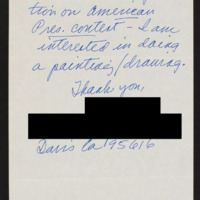 tion on American
Pres. contest - I am
interested in doing
a painting/drawing.
Thank you,
Davis Ca 95616